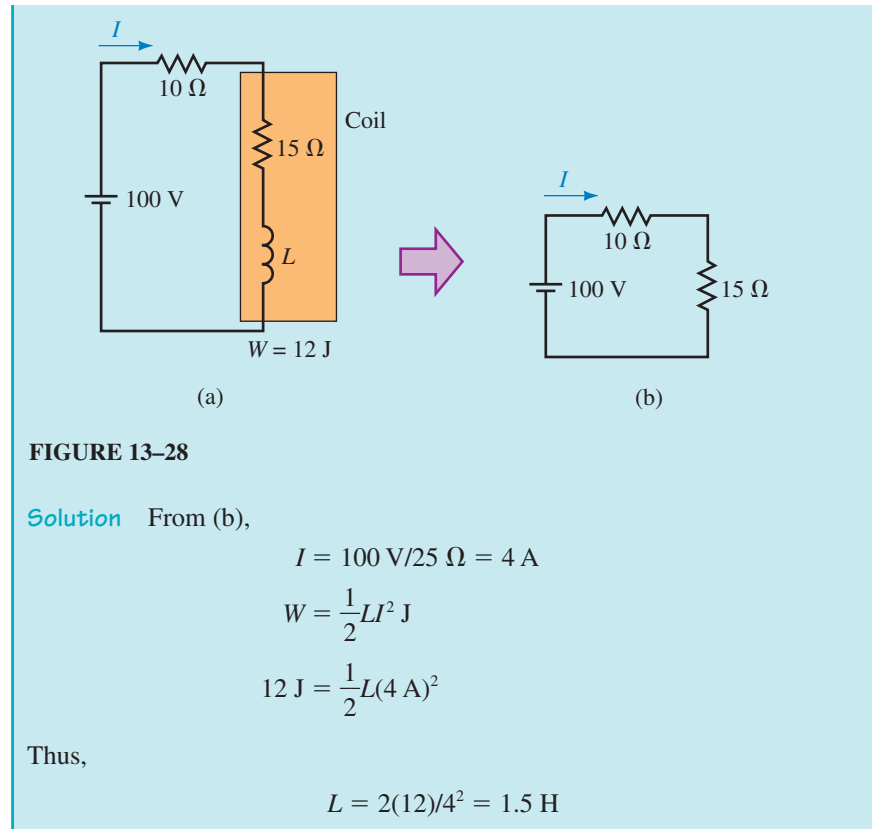 I
10 Ω
Coil
15 Ω
100 V
L
W = 12 J
(a)
I
10 Ω
100 V
15 Ω
(b)
FIGURE 13–28
Solution From (b),
I = 100 V/25 Ω = 4 A
W = 1/2 LI² J
12 J = 1/2 L(4 A)²
Thus,
L = 2(12)/4² = 1.5 H